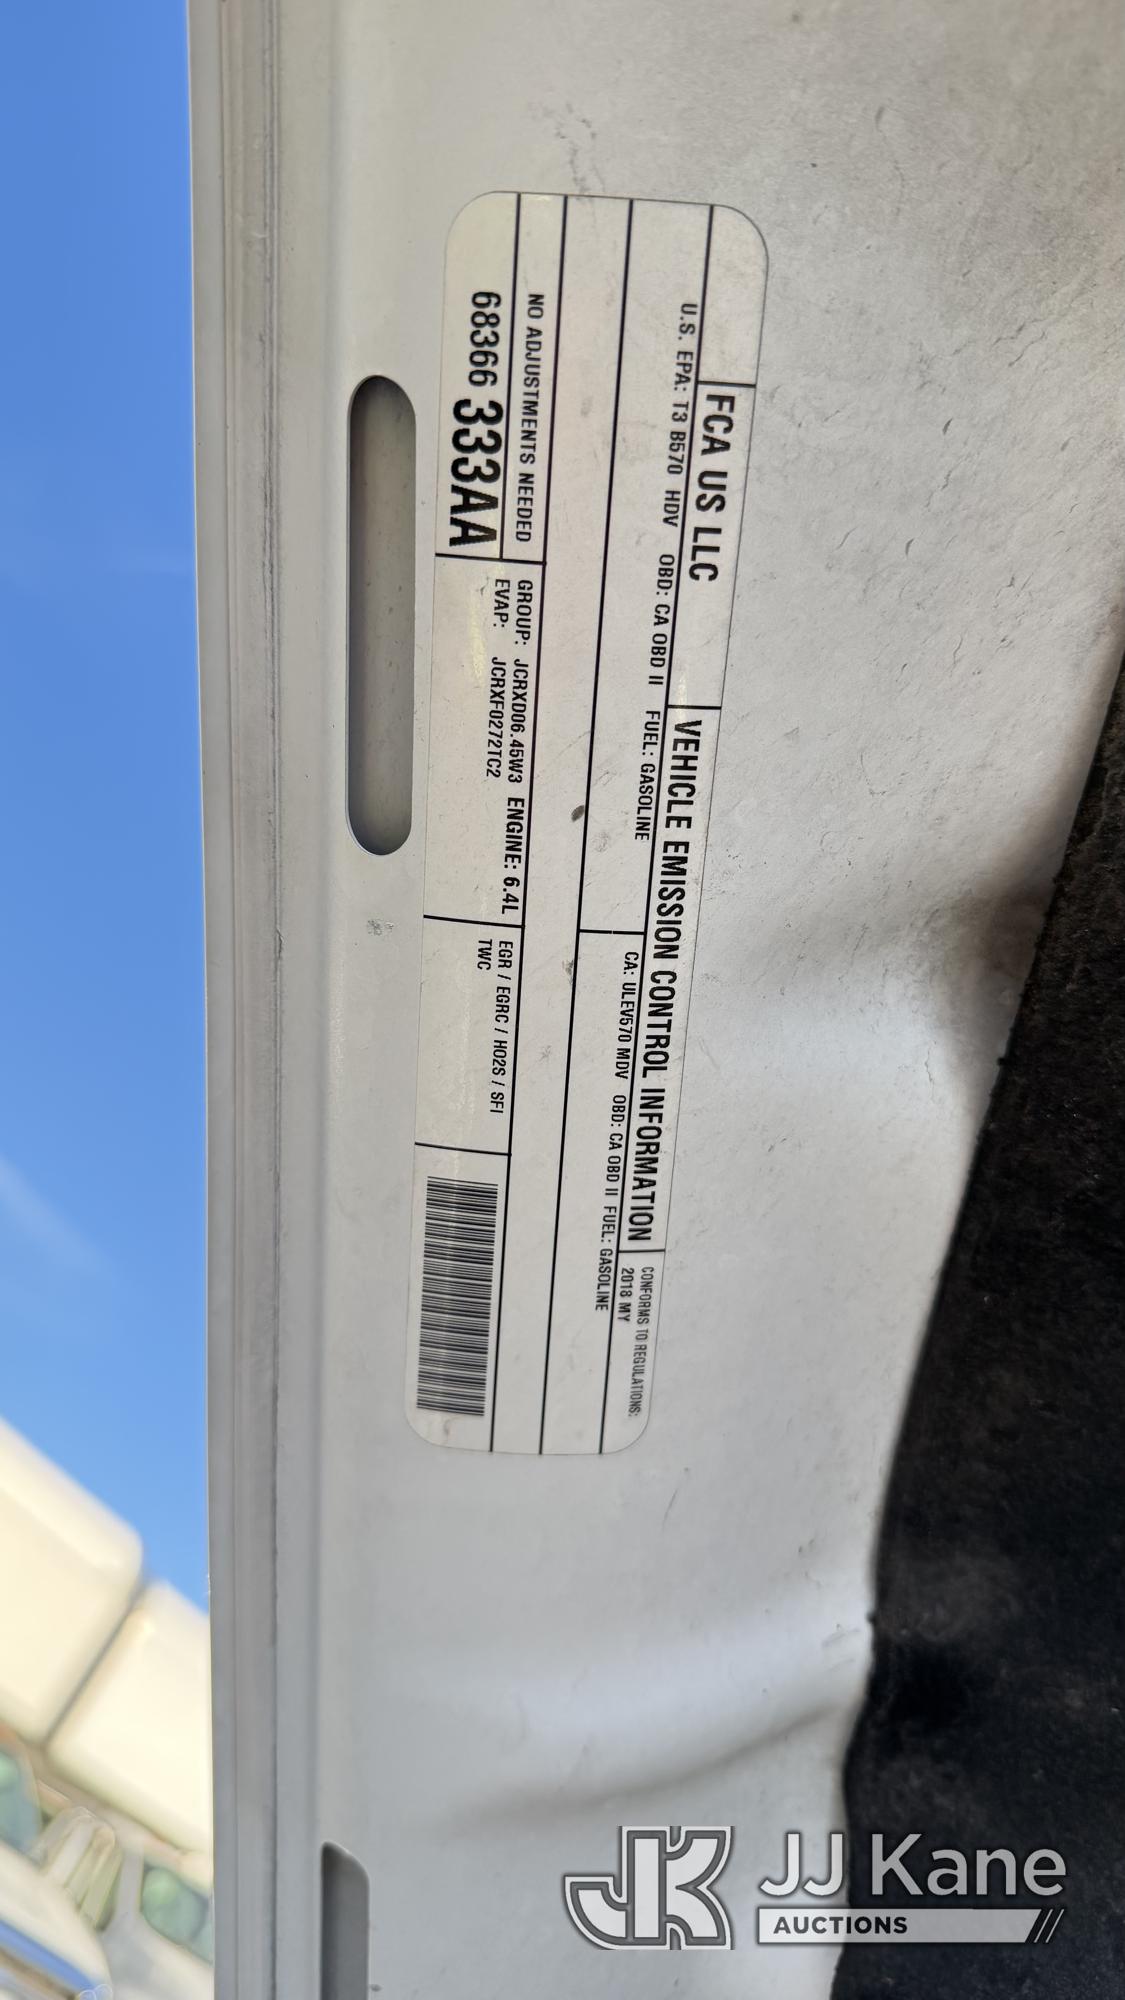 FCA US LLC
VEHICLE EMISSION CONTROL INFORMATION
CONFORMS TO REGULATIONS:
2018 MY
U.S. EPA: T3 B570 HDV OBD: CA OBD II FUEL: GASOLINE
CA: ULEV570 MDV OBD: CA OBD II FUEL: GASOLINE
NO ADJUSTMENTS NEEDED
68366 333AA
GROUP: JCRXD06.45W3 ENGINE: 6.4L
EVAP: JCRXF0272TC2
EGR / EGRC / HO2S / SFI
TWC
JK JJ Kane
AUCTIONS